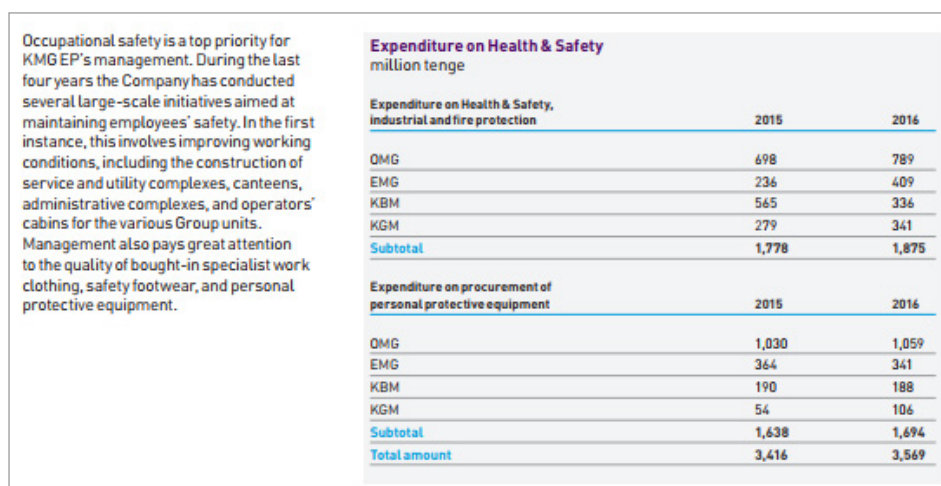 Occupational safety is a top priority for
KMG EP's management. During the last
four years the Company has conducted
several large-scale initiatives aimed at
maintaining employees' safety. In the first
instance, this involves improving working
conditions, including the construction of
service and utility complexes, canteens,
administrative complexes, and operators'
cabins for the various Group units.
Management also pays great attention
to the quality of bought-in specialist work
clothing, safety footwear, and personal
protective equipment.
Expenditure on Health & Safety
million tenge
Expenditure on Health & Safety,
industrial and fire protection 2015 2016
OMG 698 789
EMG 236 409
KBM 565 336
KGM 279 341
Subtotal 1,778 1,875
Expenditure on procurement of
personal protective equipment 2015 2016
OMG 1,030 1,059
EMG 364 341
KBM 190 188
KGM 54 106
Subtotal 1,638 1,694
Total amount 3,416 3,569